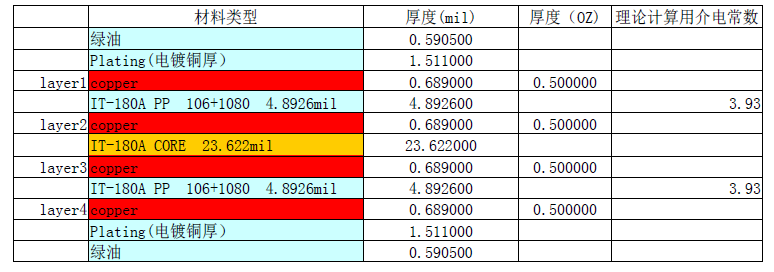 材料类型 厚度(mil) 厚度（OZ) 理论计算用介电常数
绿油 0.590500
Plating(电镀铜厚） 1.511000
layer1 copper 0.689000 0.500000
IT-180A PP 106+1080 4.8926mil 4.892600 3.93
layer2 copper 0.689000 0.500000
IT-180A CORE 23.622mil 23.622000
layer3 copper 0.689000 0.500000
IT-180A PP 106+1080 4.8926mil 4.892600 3.93
layer4 copper 0.689000 0.500000
Plating(电镀铜厚） 1.511000
绿油 0.590500